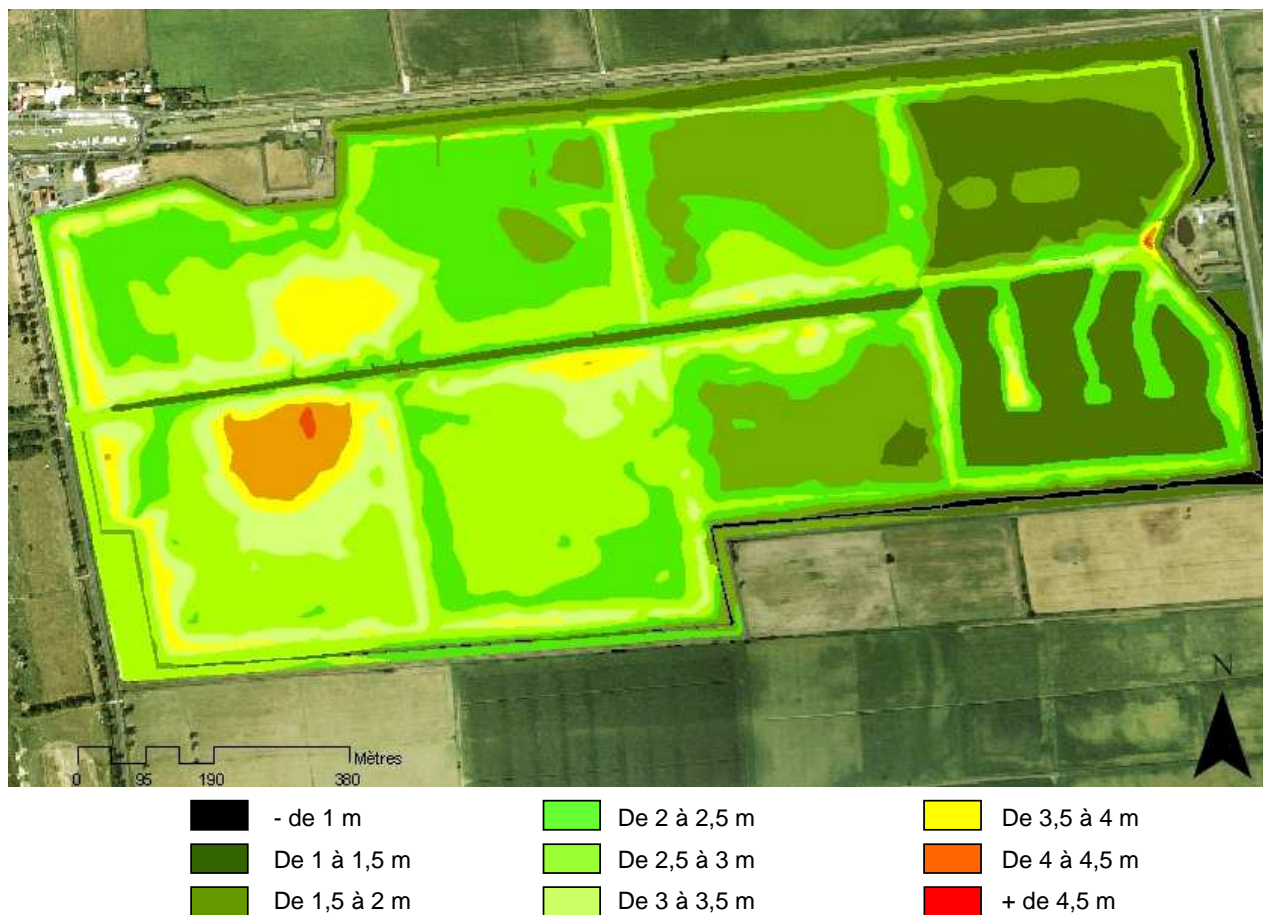 N
Mètres
0 95 190 380
- de 1 m
De 1 à 1,5 m
De 1,5 à 2 m
De 2 à 2,5 m
De 2,5 à 3 m
De 3 à 3,5 m
De 3,5 à 4 m
De 4 à 4,5 m
+ de 4,5 m